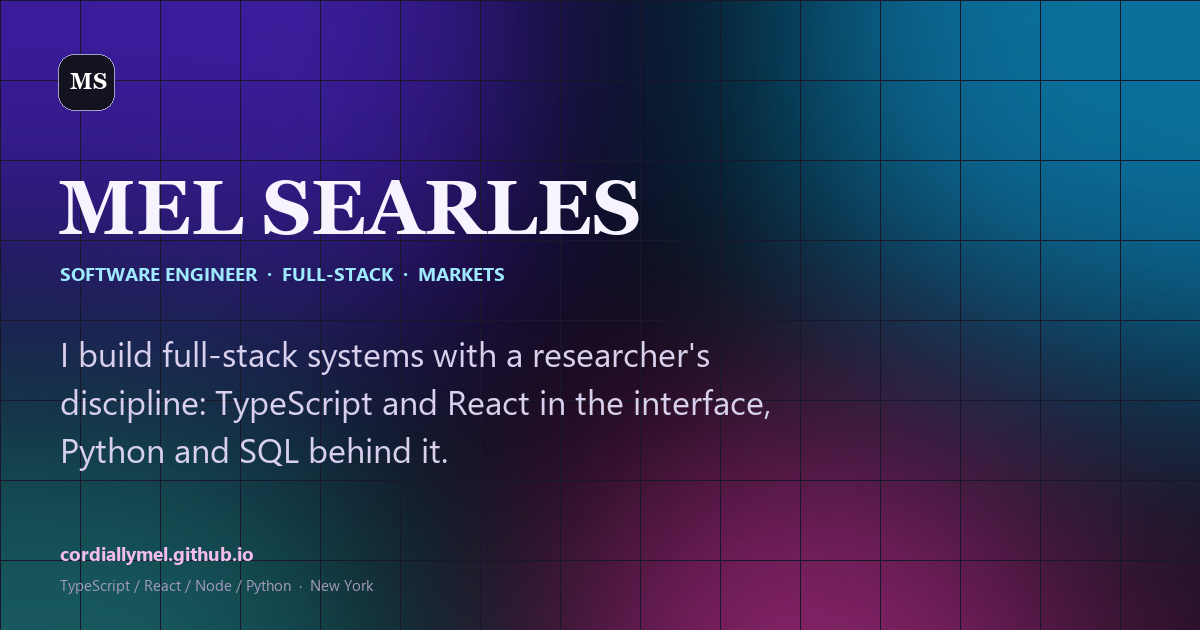 MS
MEL SEARLES
SOFTWARE ENGINEER · FULL-STACK · MARKETS
I build full-stack systems with a researcher's
discipline: TypeScript and React in the interface,
Python and SQL behind it.
cordiallymel.github.io
TypeScript / React / Node / Python · New York